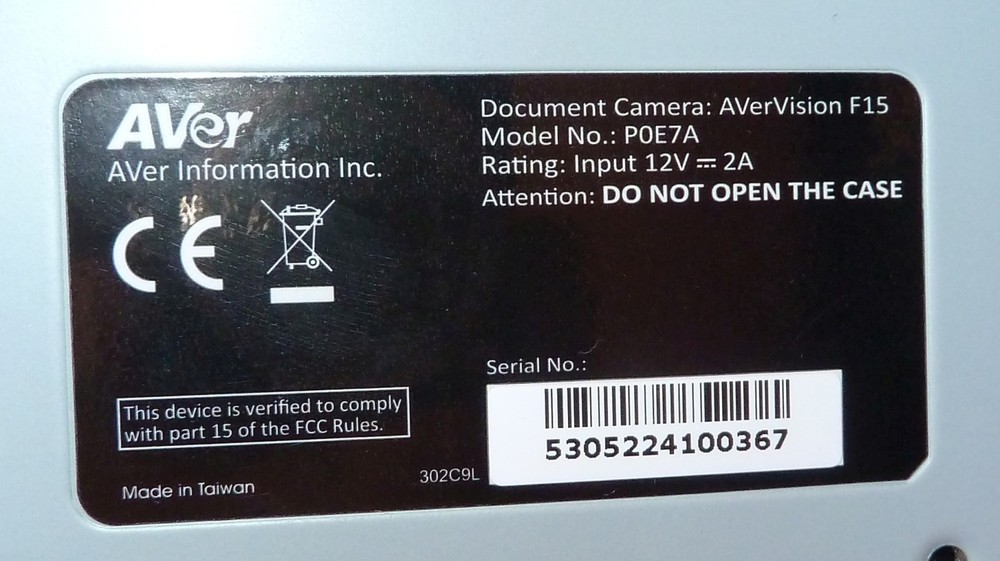 AVer
AVer Information Inc.
CE
Document Camera: AVerVision F15
Model No.: P0E7A
Rating: Input 12V ⎓ 2A
Attention: DO NOT OPEN THE CASE
Serial No.:
5305224100367
This device is verified to comply
with part 15 of the FCC Rules.
302C9L
Made in Taiwan